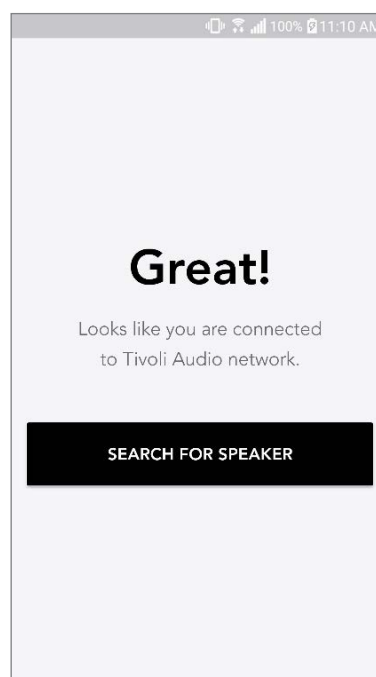 100% 11:10 AM
Great!
Looks like you are connected
to Tivoli Audio network.
SEARCH FOR SPEAKER